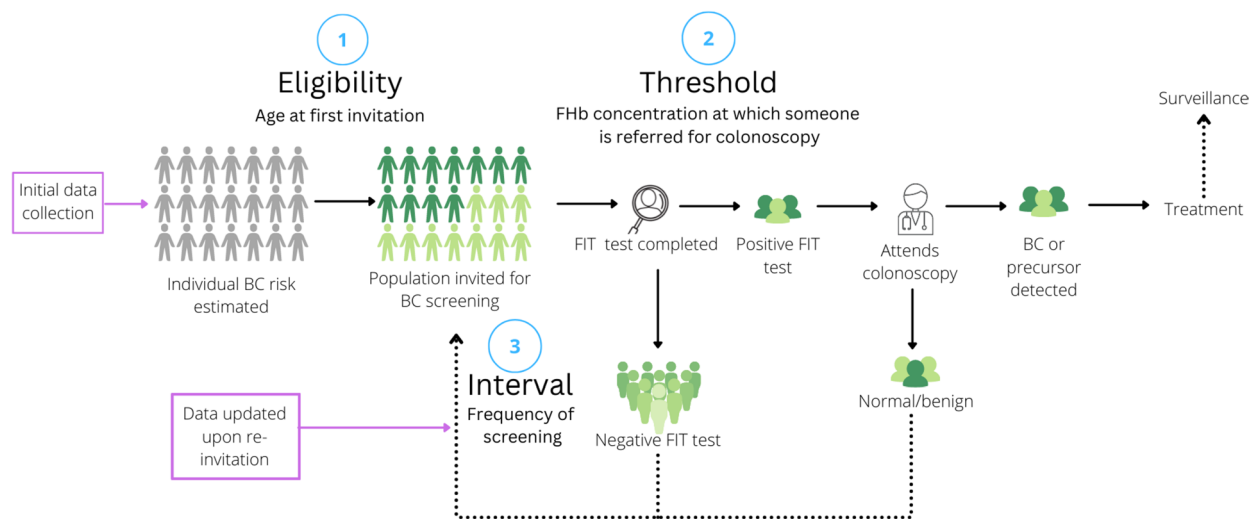 1
Eligibility
Age at first invitation
2
Threshold
FHb concentration at which someone
is referred for colonoscopy
Initial data
collection
Individual BC risk
estimated
Population invited for
BC screening
FIT test completed
Positive FIT
test
Attends
colonoscopy
BC or
precursor
detected
Treatment
Surveillance
3
Interval
Frequency of
screening
Data updated
upon re-
invitation
Negative FIT test
Normal/benign